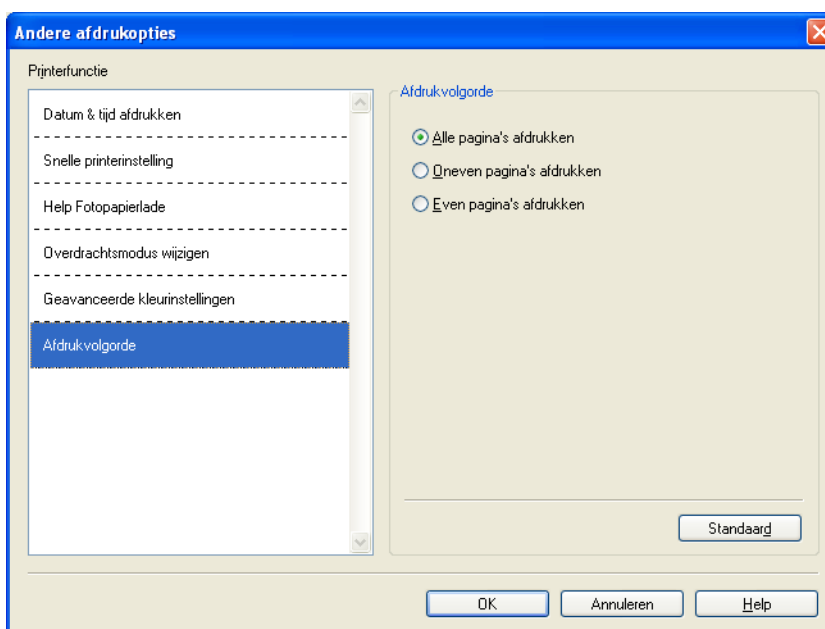 Andere afdrukopties
Printerfunctie
Datum & tijd afdrukken
Snelle printerinstelling
Help Fotopapierlade
Overdrachtsmodus wijzigen
Geavanceerde kleurinstellingen
Afdrukvolgorde
Afdrukvolgorde
Alle pagina's afdrukken
Oneven pagina's afdrukken
Even pagina's afdrukken
Standaard
OK
Annuleren
Help